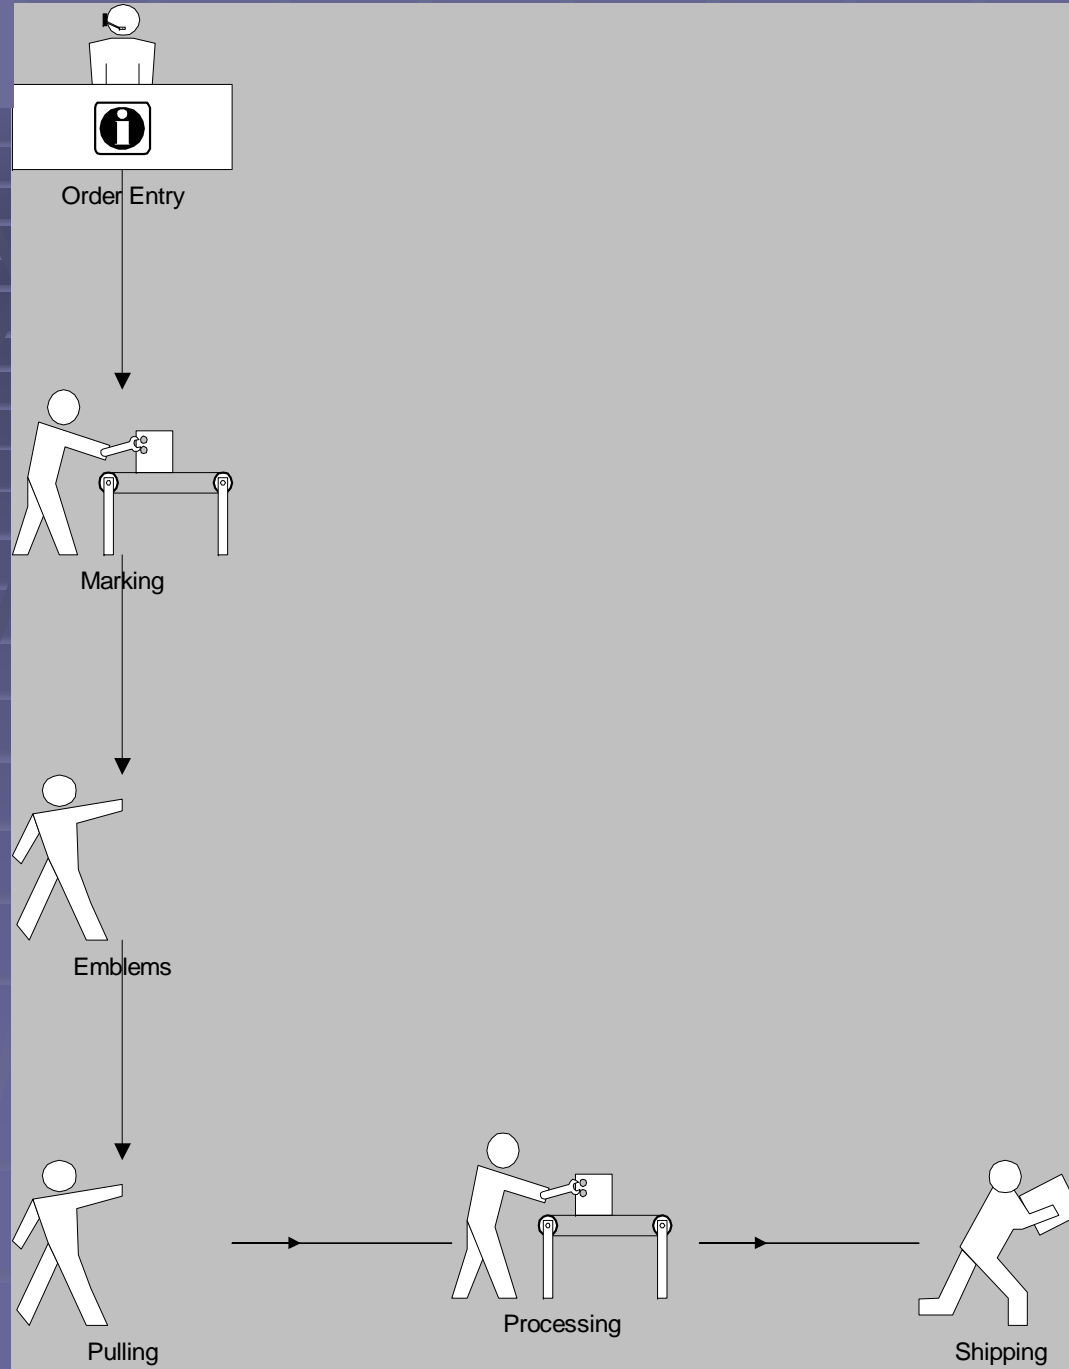 Order Entry
Marking
Emblems
Pulling
Processing
Shipping